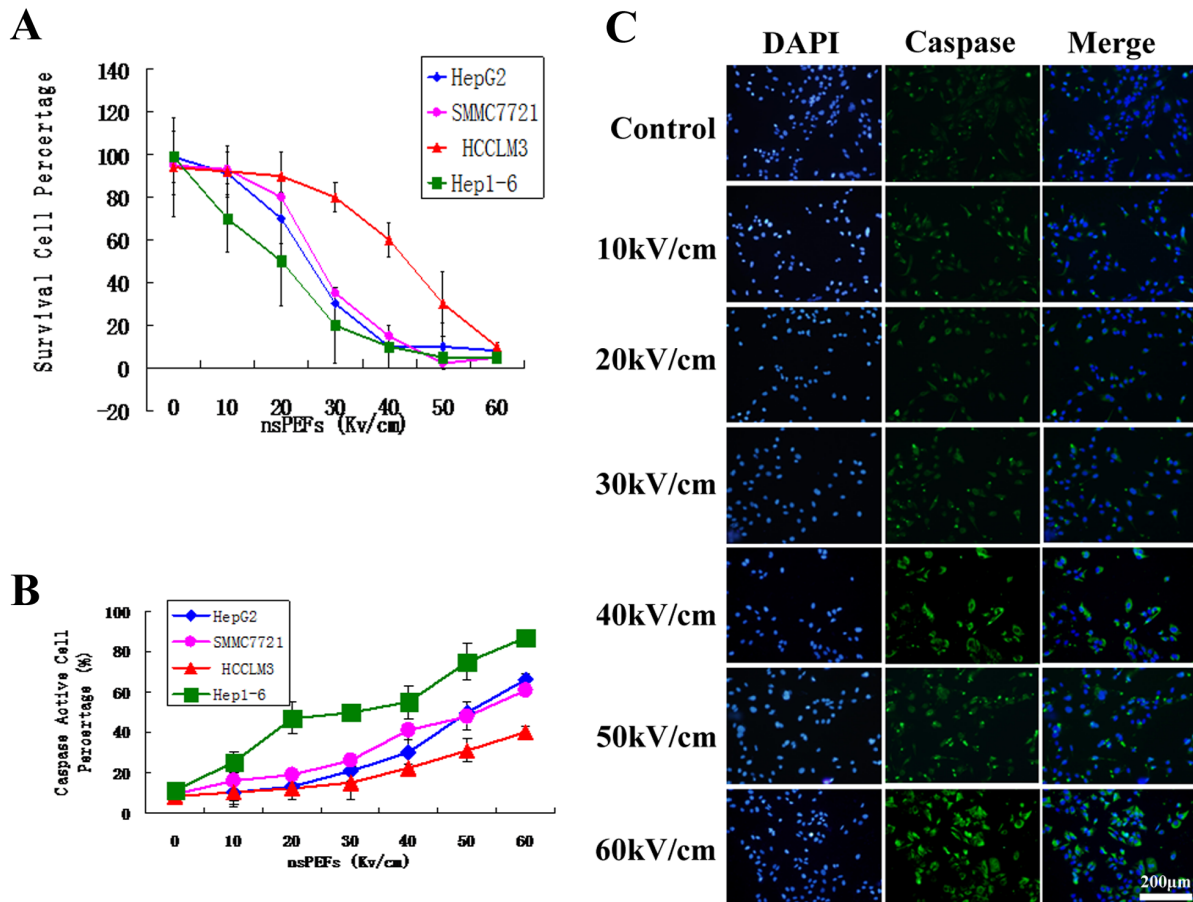 A
140
120
100
80
60
40
20
0
-20
Survival Cell Percentage
0 10 20 30 40 50 60
nsPEFs (Kv/cm)
HepG2
SMMC7721
HCCLM3
Hep1-6
B
100
80
60
40
20
0
Caspase Active Cell
Percertage (%)
0 10 20 30 40 50 60
nsPEFs (Kv/cm)
HepG2
SMMC7721
HCCLM3
Hep1-6
C
DAPI Caspase Merge
Control
10kV/cm
20kV/cm
30kV/cm
40kV/cm
50kV/cm
60kV/cm
200μm